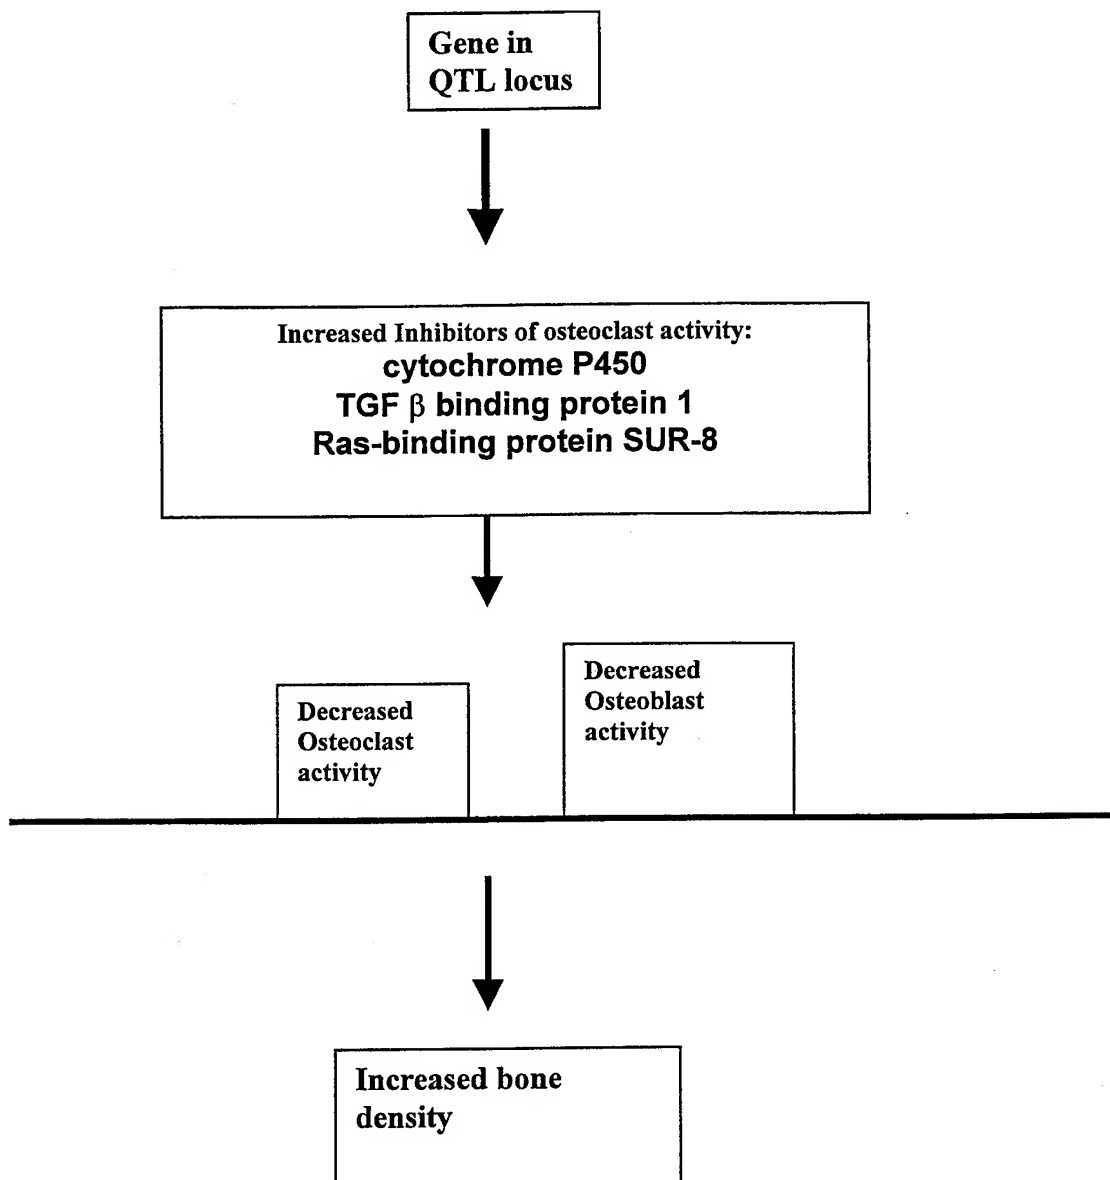 Gene in
QTL locus
Increased Inhibitors of osteoclast activity:
cytochrome P450
TGF β binding protein 1
Ras-binding protein SUR-8
Decreased
Osteoclast
activity
Decreased
Osteoblast
activity
Increased bone
density